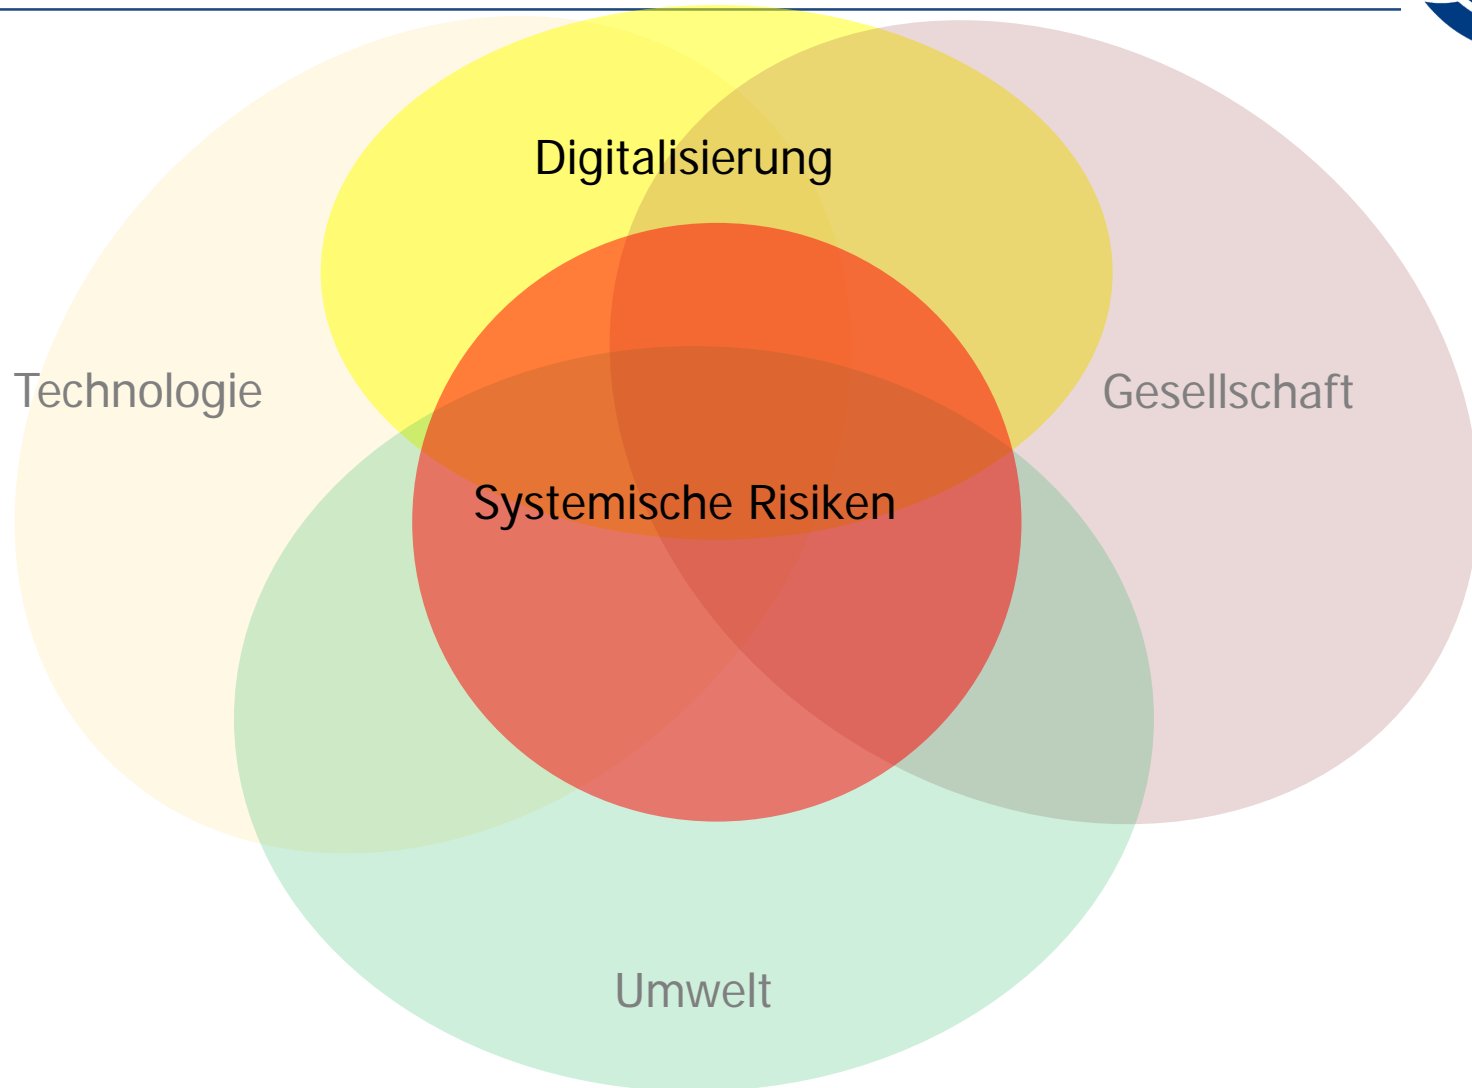 Digitalisierung
Technologie
Gesellschaft
Systemische Risiken
Umwelt